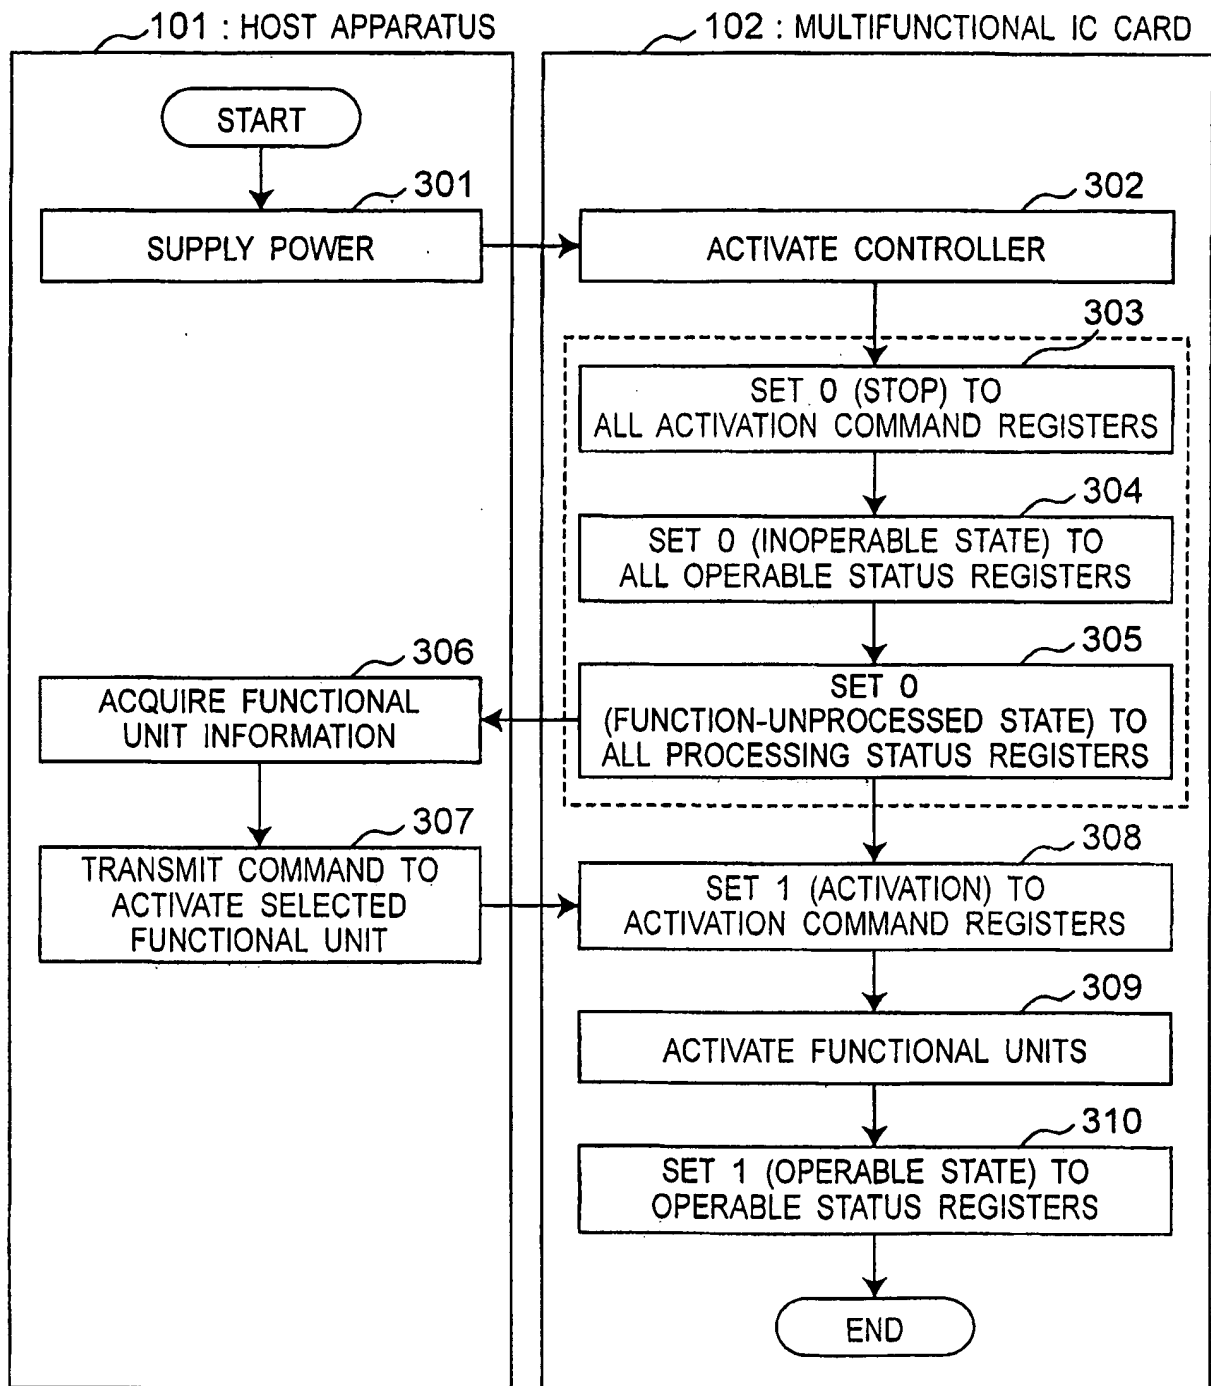 101 : HOST APPARATUS
102 : MULTIFUNCTIONAL IC CARD
START
301
SUPPLY POWER
302
ACTIVATE CONTROLLER
303
SET 0 (STOP) TO
ALL ACTIVATION COMMAND REGISTERS
304
SET 0 (INOPERABLE STATE) TO
ALL OPERABLE STATUS REGISTERS
305
SET 0
(FUNCTION-UNPROCESSED STATE) TO
ALL PROCESSING STATUS REGISTERS
306
ACQUIRE FUNCTIONAL
UNIT INFORMATION
307
TRANSMIT COMMAND TO
ACTIVATE SELECTED
FUNCTIONAL UNIT
308
SET 1 (ACTIVATION) TO
ACTIVATION COMMAND REGISTERS
309
ACTIVATE FUNCTIONAL UNITS
310
SET 1 (OPERABLE STATE) TO
OPERABLE STATUS REGISTERS
END